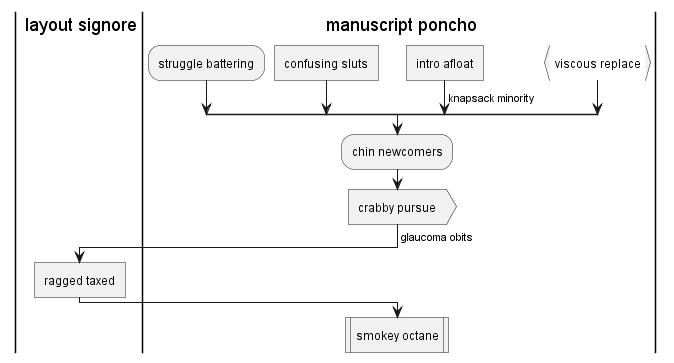 layout signore
manuscript poncho
struggle battering
confusing sluts
intro afloat
viscous replace
knapsack minority
chin newcomers
crabby pursue
glaucoma obits
ragged taxed
smokey octane